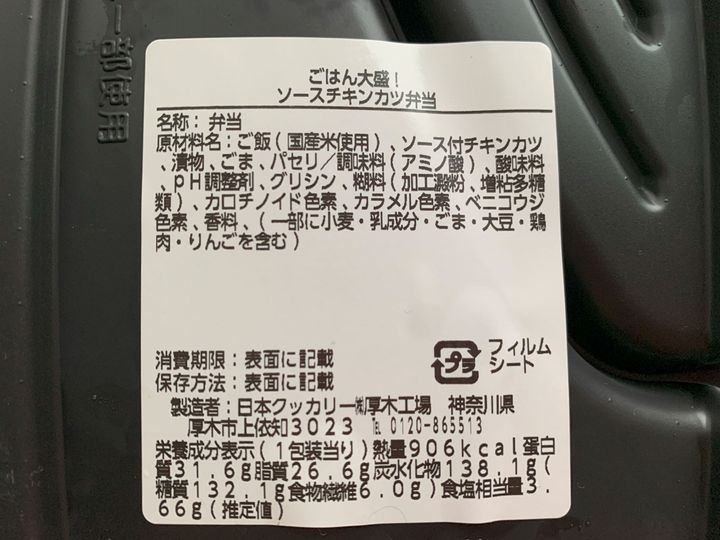 一部使用
ごはん大盛！
ソースチキンカツ弁当
名称：弁当
原材料名：ご飯（国産米使用）、ソース付チキンカツ
、漬物、ごま、パセリ／調味料（アミノ酸）、酸味料
、ｐＨ調整剤、グリシン、糊料（加工澱粉、増粘多糖
類）、カロチノイド色素、カラメル色素、ベニコウジ
色素、香料、（一部に小麦・乳成分・ごま・大豆・鶏
肉・りんごを含む）
消費期限：表面に記載
保存方法：表面に記載
プラ
フィルム
シート
製造者：日本クッカリー㈱厚木工場　神奈川県
厚木市上依知３０２３　℡ 0120-865513
栄養成分表示（１包装当り）熱量９０６ｋｃａｌ蛋白
質３１．６ｇ脂質２６．６ｇ炭水化物１３８．１ｇ（
糖質１３２．１ｇ食物繊維６．０ｇ）食塩相当量３．
６６ｇ（推定値）